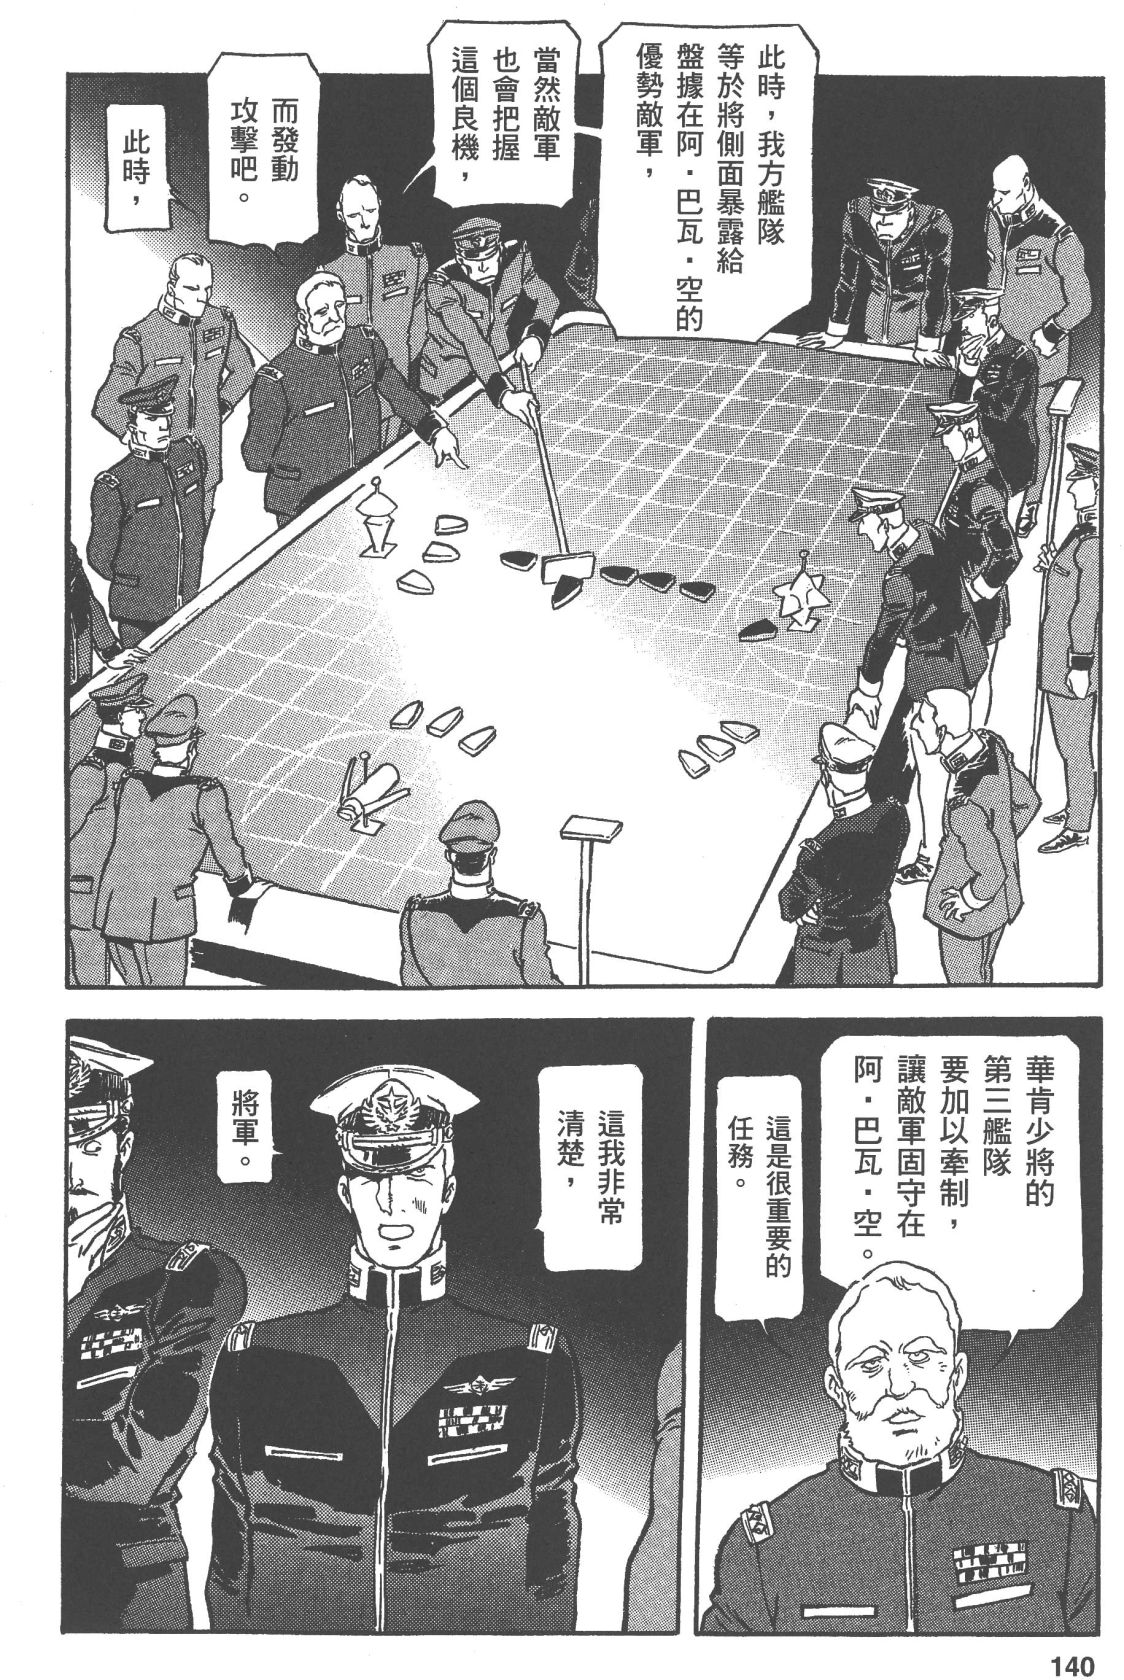 此時，我方艦隊
等於將側面暴露給
盤據在阿·巴瓦·空的
優勢敵軍，
當然敵軍
也會把握
這個良機，
而發動
攻擊吧。
此時，
華肯少將的
第三艦隊
要加以牽制，
讓敵軍固守在
阿·巴瓦·空。
這是很重要的
任務。
這我非常
清楚，
將軍。
140